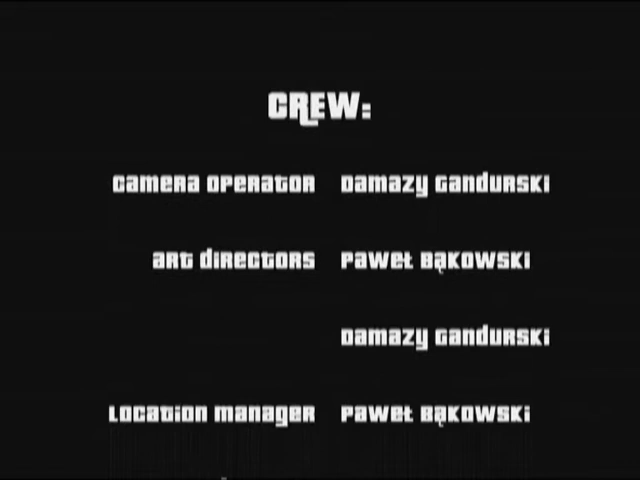 CREW:
camera operator Damazy Gandurski
art directors Paweł Bąkowski
Damazy Gandurski
location manager Paweł Bąkowski